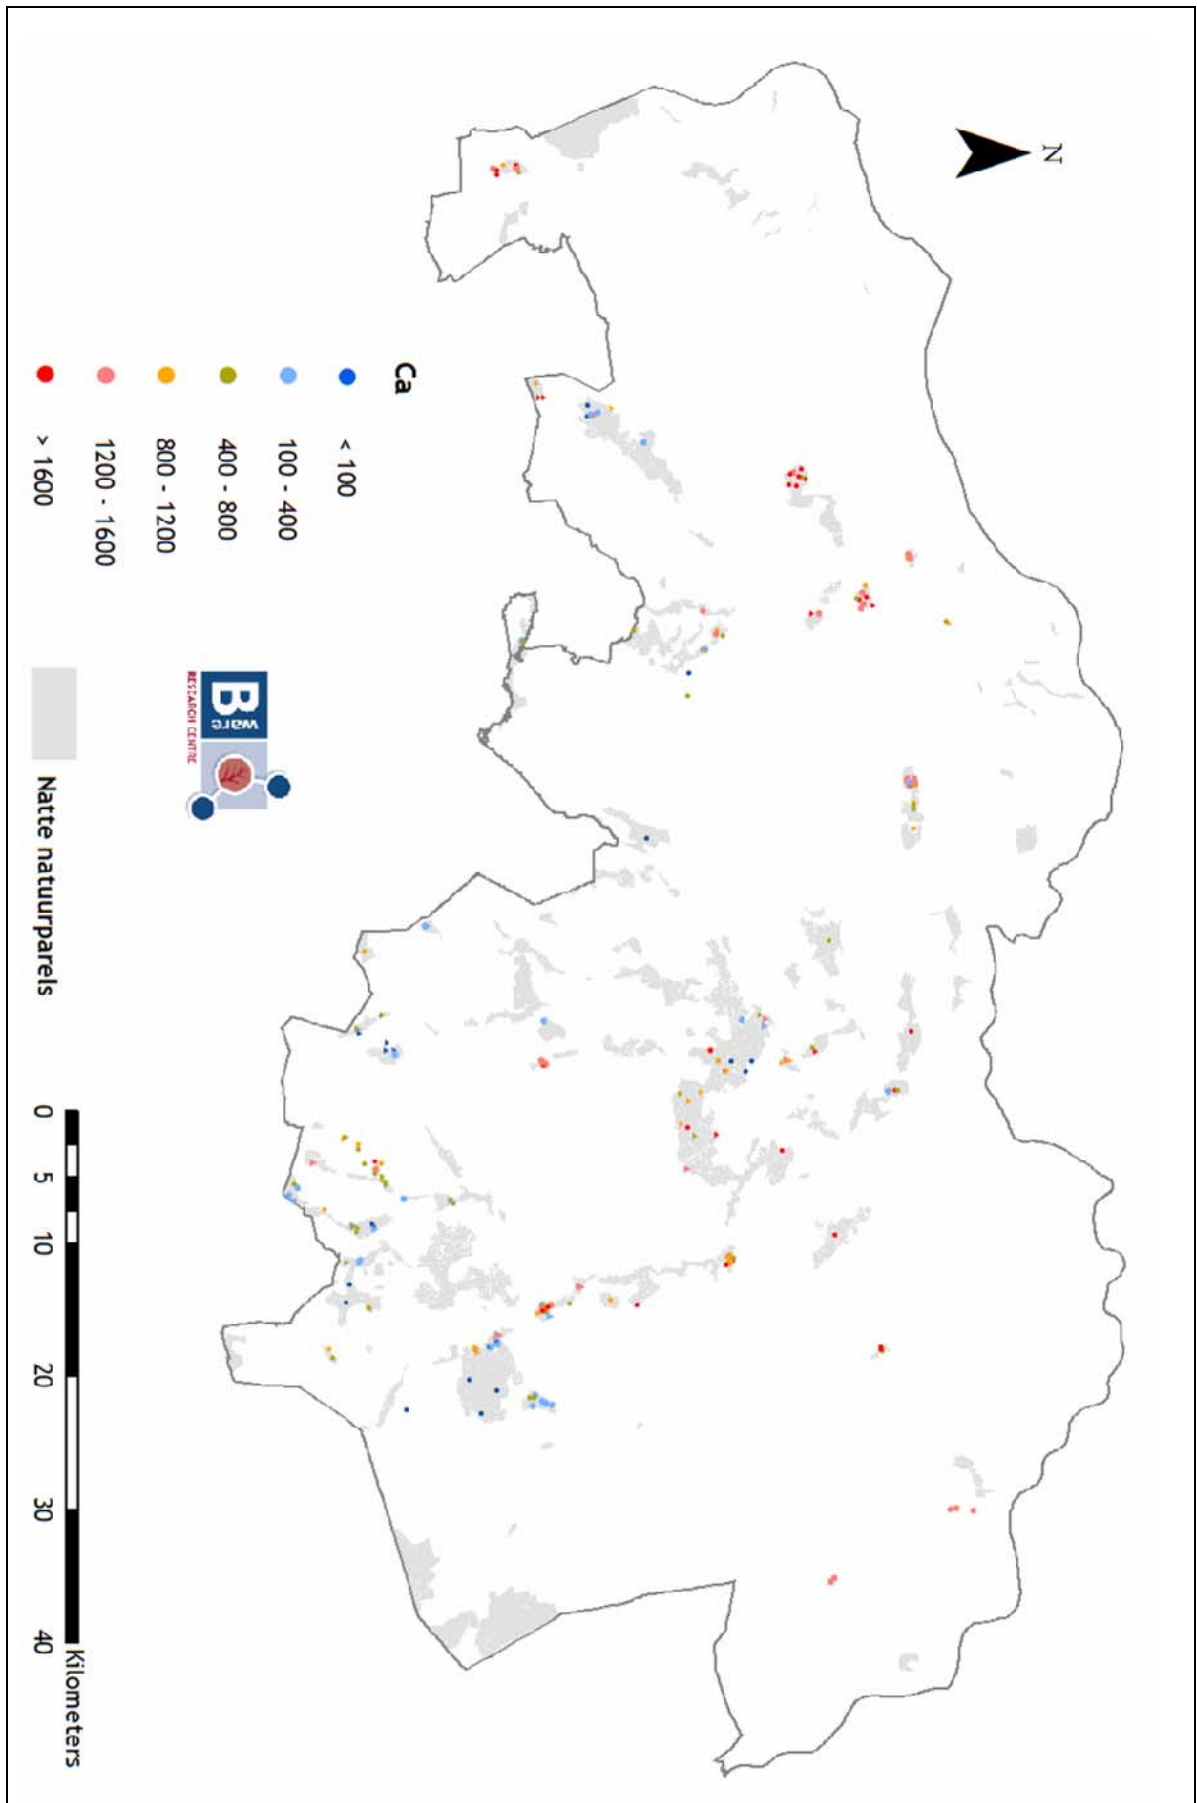 N
Ca
< 100
100 - 400
400 - 800
800 - 1200
1200 - 1600
> 1600
B
ware
RESEARCH CENTRE
Natte natuurparels
0 5 10 20 30 40
Kilometers